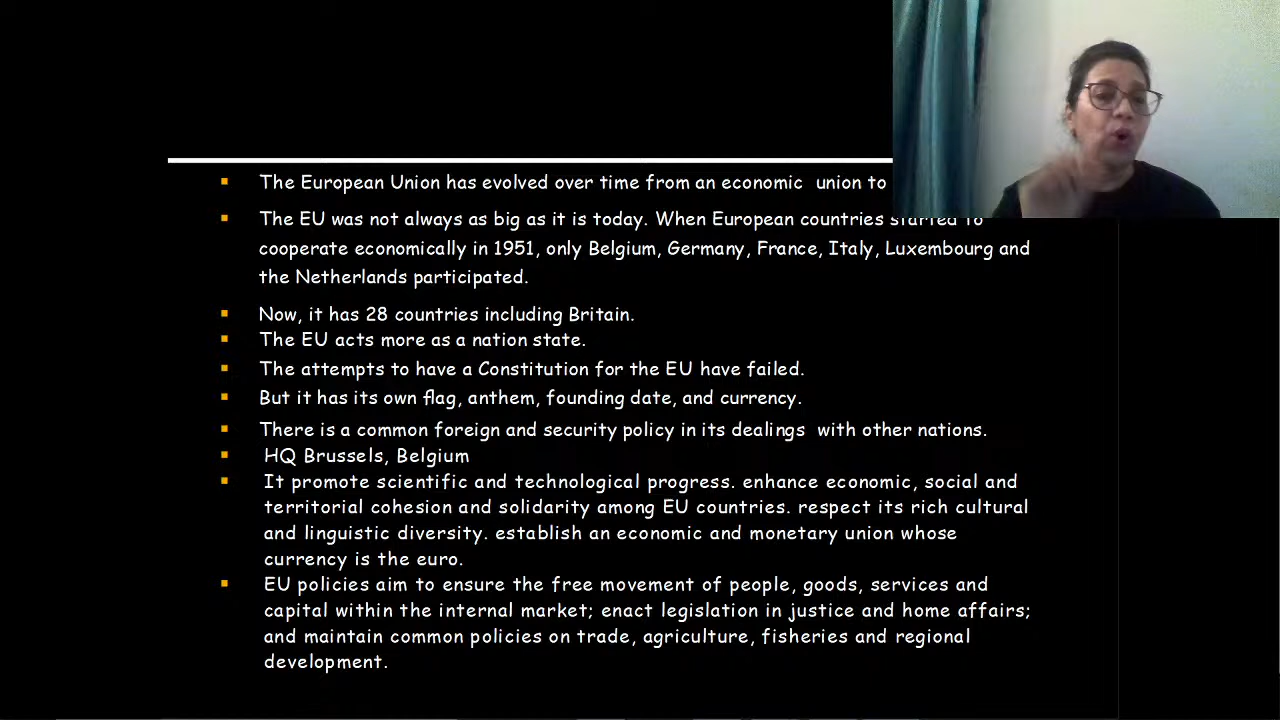 The European Union has evolved over time from an economic union to
The EU was not always as big as it is today. When European countries started to
cooperate economically in 1951, only Belgium, Germany, France, Italy, Luxembourg and
the Netherlands participated.
Now, it has 28 countries including Britain.
The EU acts more as a nation state.
The attempts to have a Constitution for the EU have failed.
But it has its own flag, anthem, founding date, and currency.
There is a common foreign and security policy in its dealings with other nations.
HQ Brussels, Belgium
It promote scientific and technological progress. enhance economic, social and
territorial cohesion and solidarity among EU countries. respect its rich cultural
and linguistic diversity. establish an economic and monetary union whose
currency is the euro.
EU policies aim to ensure the free movement of people, goods, services and
capital within the internal market; enact legislation in justice and home affairs;
and maintain common policies on trade, agriculture, fisheries and regional
development.